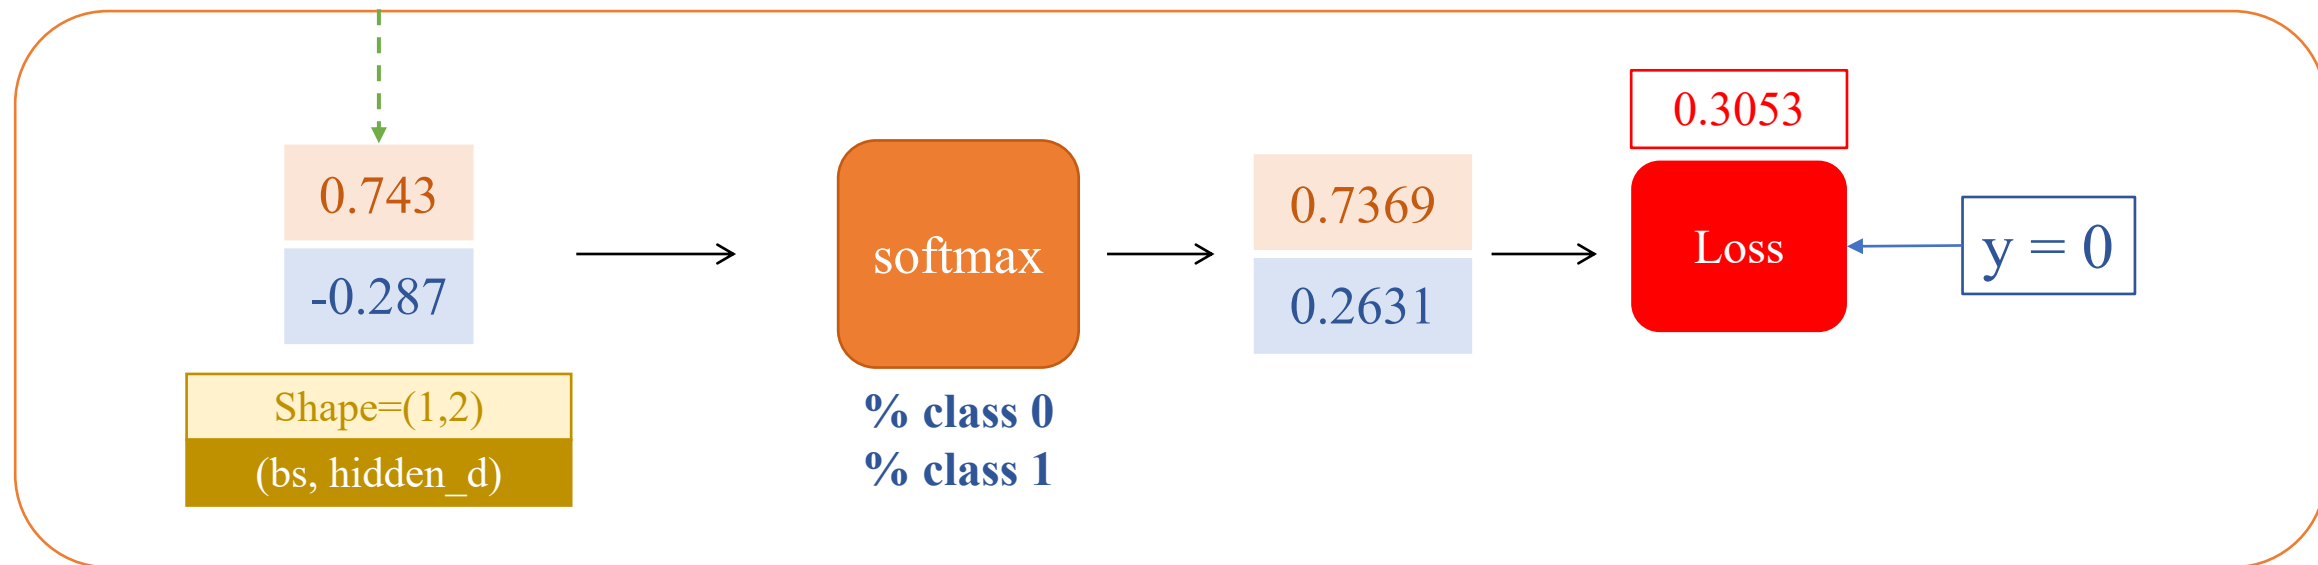 0.743
-0.287
Shape=(1,2)
(bs, hidden_d)
softmax
% class 0
% class 1
0.7369
0.2631
0.3053
Loss
y = 0